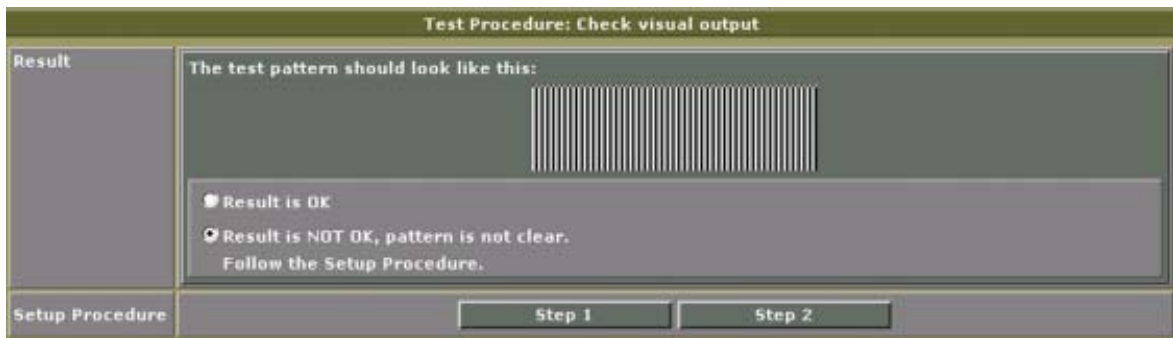 Test Procedure: Check visual output
Result
The test pattern should look like this:
Result is OK
Result is NOT OK, pattern is not clear.
Follow the Setup Procedure.
Setup Procedure
Step 1
Step 2